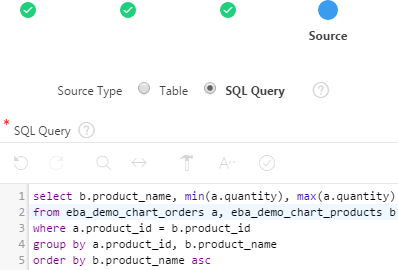 Source
Source Type Table SQL Query ?
* SQL Query ?
A..
1 select b.product_name, min(a.quantity), max(a.quantity)
2 from eba_demo_chart_orders a, eba_demo_chart_products b
3 where a.product_id = b.product_id
4 group by a.product_id, b.product_name
5 order by b.product_name asc